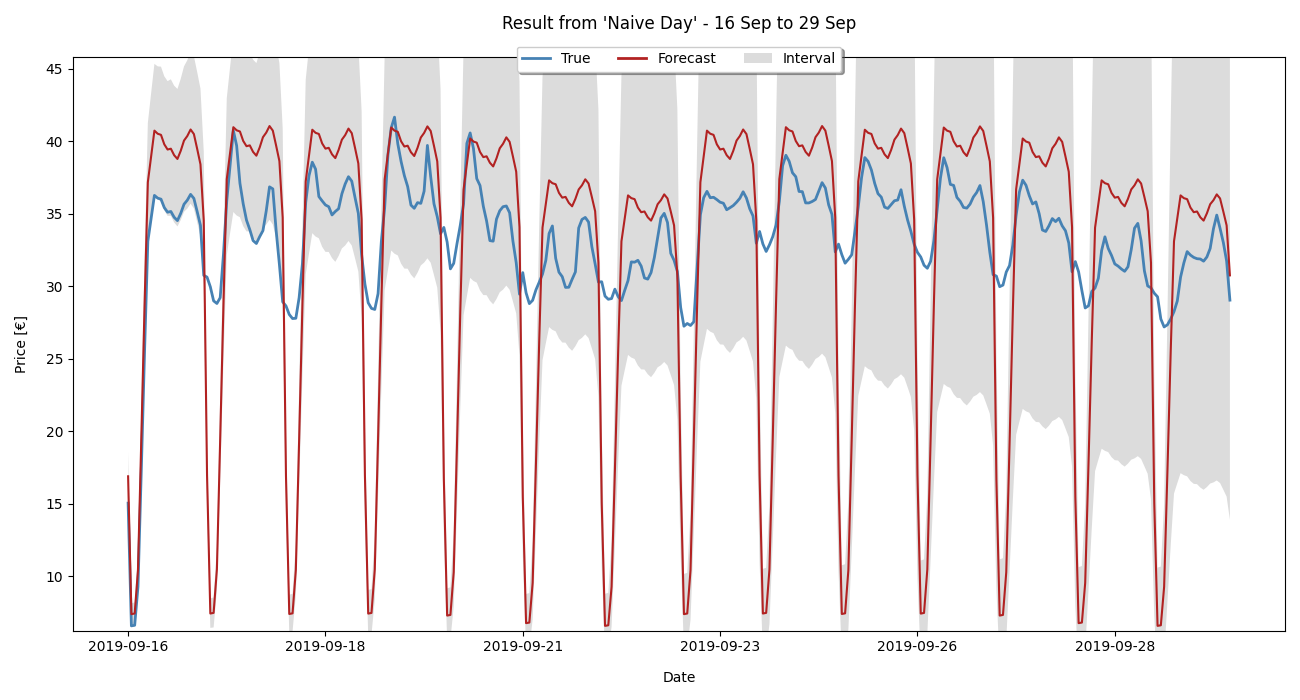 Result from 'Naive Day' - 16 Sep to 29 Sep
True Forecast Interval
45
40
35
30
25
20
15
10
Price [€]
2019-09-16 2019-09-18 2019-09-21 2019-09-23 2019-09-26 2019-09-28
Date